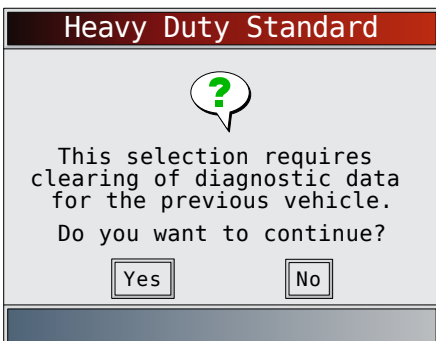 Heavy Duty Standard
?
This selection requires
clearing of diagnostic data
for the previous vehicle.
Do you want to continue?
Yes No